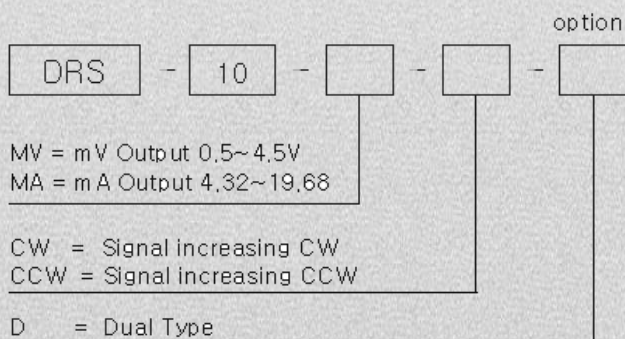 option
DRS - 10 - - -
MV = mV Output 0.5~4.5V
MA = mA Output 4.32~19.68
CW = Signal increasing CW
CCW = Signal increasing CCW
D = Dual Type